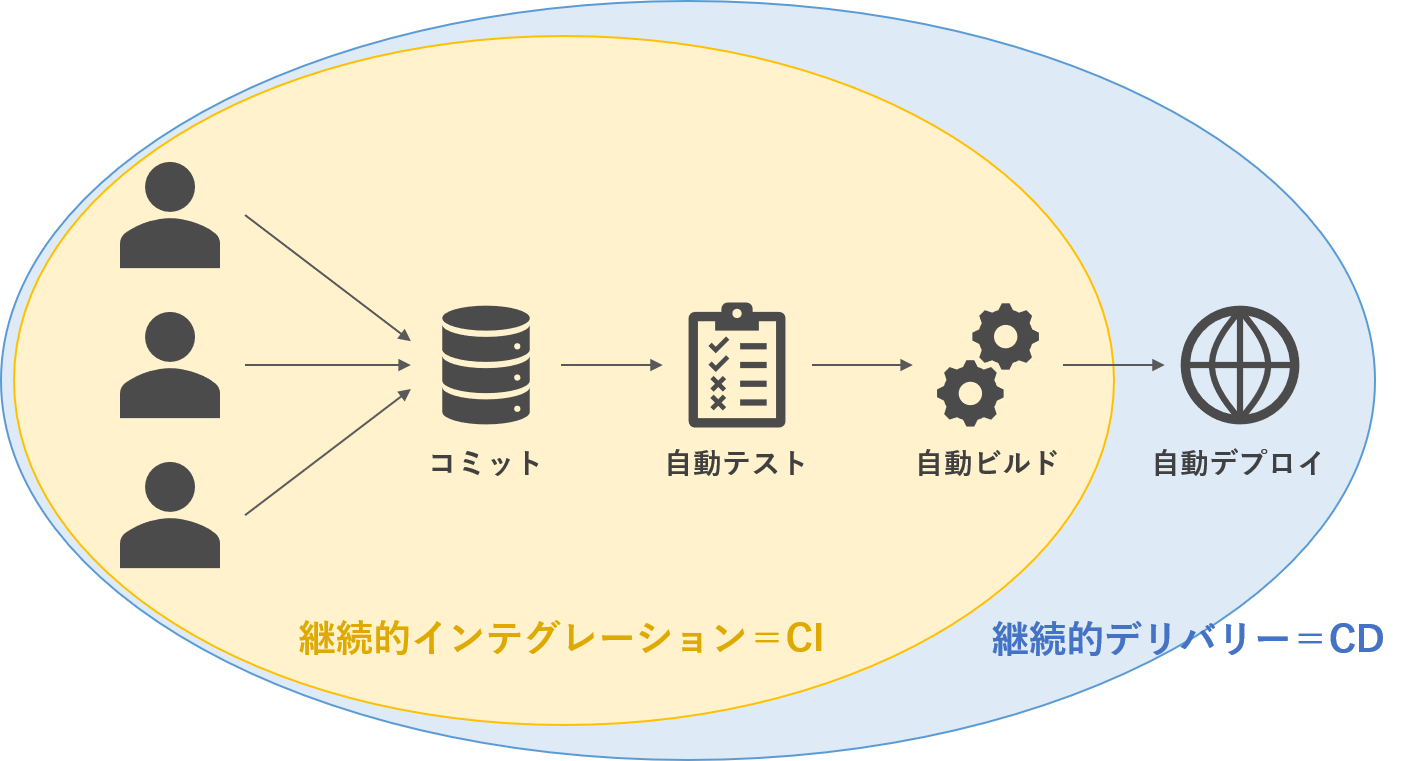 コミット
自動テスト
自動ビルド
自動デプロイ
継続的インテグレーション＝CI
継続的デリバリー＝CD